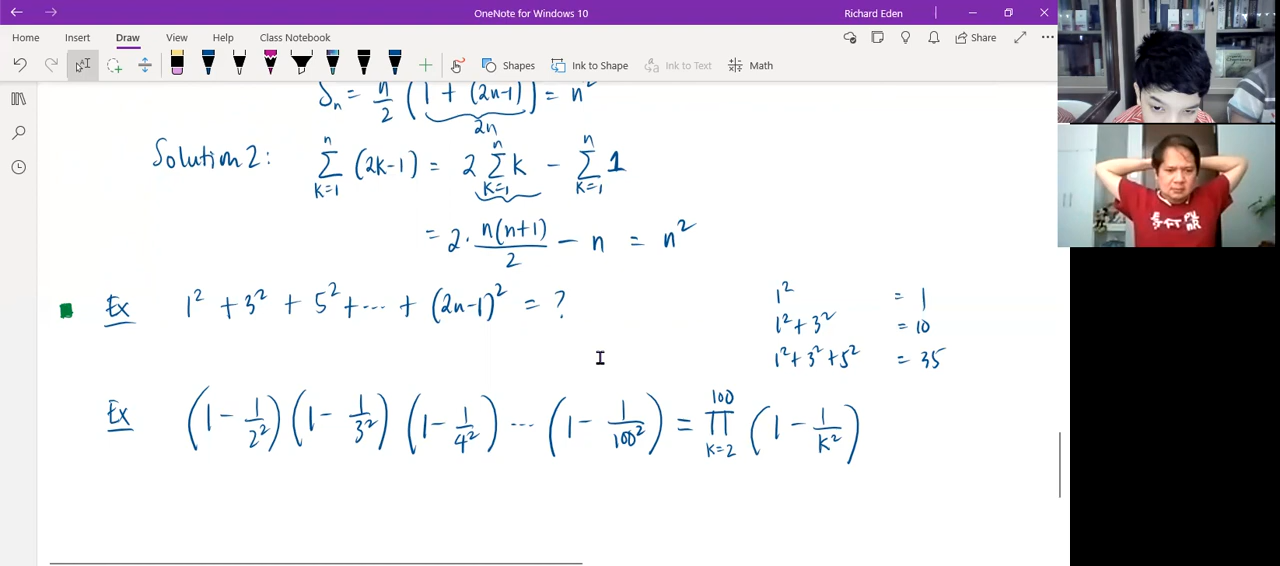 OneNote for Windows 10
Richard Eden
Home Insert Draw View Help Class Notebook
Share
Shapes Ink to Shape Ink to Text Math
Sₙ = n/2 (1 + (2n-1)) = n²
2n
Solution 2: ∑_{k=1}^{n} (2k-1) = 2 ∑_{k=1}^{n} k - ∑_{k=1}^{n} 1
= 2 · n(n+1)/2 - n = n²
Ex 1² + 3² + 5² + ... + (2n-1)² = ?
1² = 1
1² + 3² = 10
1² + 3² + 5² = 35
Ex (1 - 1/2²)(1 - 1/3²)(1 - 1/4²) ... (1 - 1/100²) = ∏_{k=2}^{100} (1 - 1/k²)